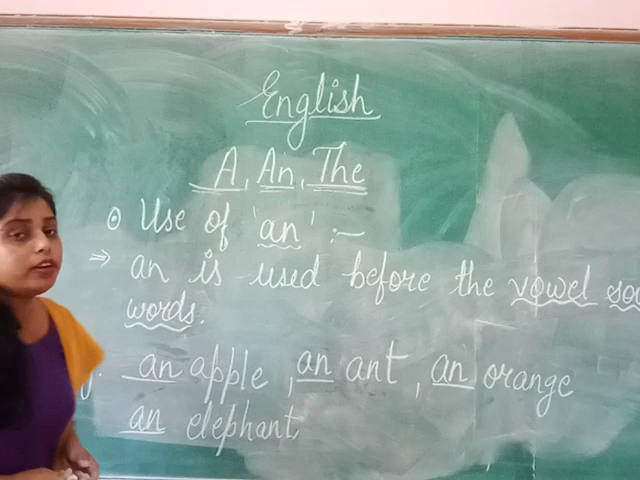 English
A, An, The
Use of 'an' :-
⇒ an is used before the vowel
words.
an apple, an ant, an orange
an elephant